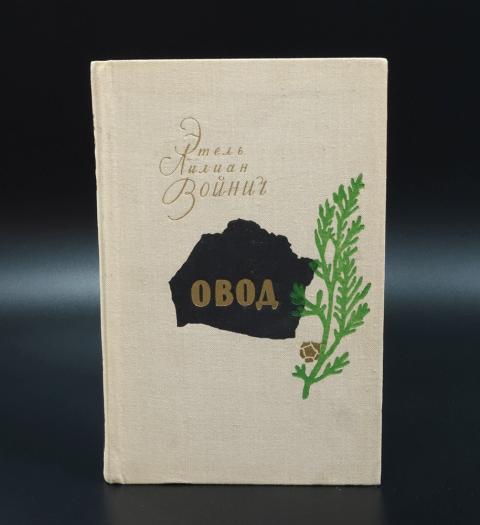 Этель
Лилиан
Войнич
ОВОД